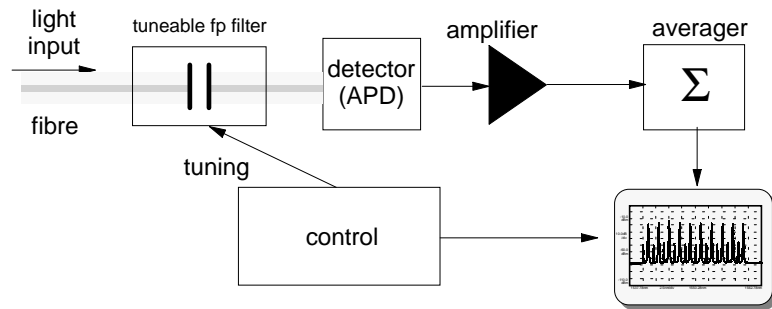 light
input
tuneable fp filter
amplifier
averager
detector
(APD)
Σ
fibre
tuning
control